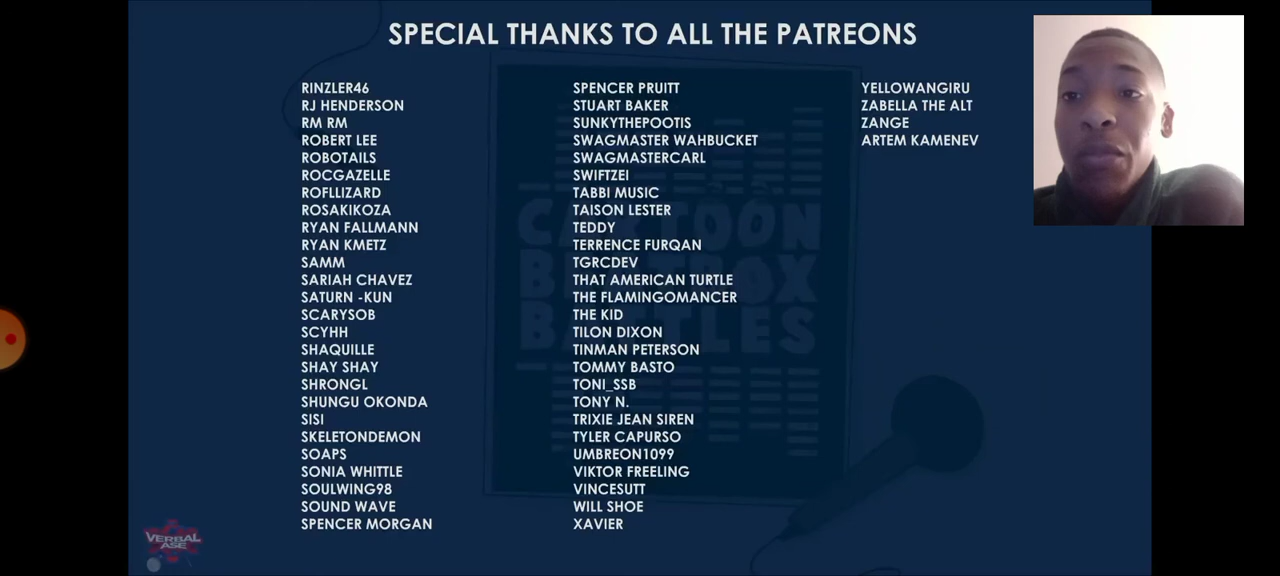 SPECIAL THANKS TO ALL THE PATREONS
RINZLER46
RJ HENDERSON
RM RM
ROBERT LEE
ROBOTAILS
ROCGAZELLE
ROFLLIZARD
ROSAKIKOZA
RYAN FALLMANN
RYAN KMETZ
SAMM
SARIAH CHAVEZ
SATURN -KUN
SCARYSOB
SCYHH
SHAQUILLE
SHAY SHAY
SHRONGL
SHUNGU OKONDA
SISI
SKELETONDEMON
SOAPS
SONIA WHITTLE
SOULWING98
SOUND WAVE
SPENCER MORGAN
SPENCER PRUITT
STUART BAKER
SUNKYTHEPOOTIS
SWAGMASTER WAHBUCKET
SWAGMASTERCARL
SWIFTZEI
TABBI MUSIC
TAISON LESTER
TEDDY
TERRENCE FURQAN
TGRCDEV
THAT AMERICAN TURTLE
THE FLAMINGOMANCER
THE KID
TILON DIXON
TINMAN PETERSON
TOMMY BASTO
TONI_SSB
TONY N.
TRIXIE JEAN SIREN
TYLER CAPURSO
UMBREON1099
VIKTOR FREELING
VINCESUTT
WILL SHOE
XAVIER
YELLOWANGIRU
ZABELLA THE ALT
ZANGE
ARTEM KAMENEV
CARTOON
BEATBOX
BATTLES
VERBAL
ASE